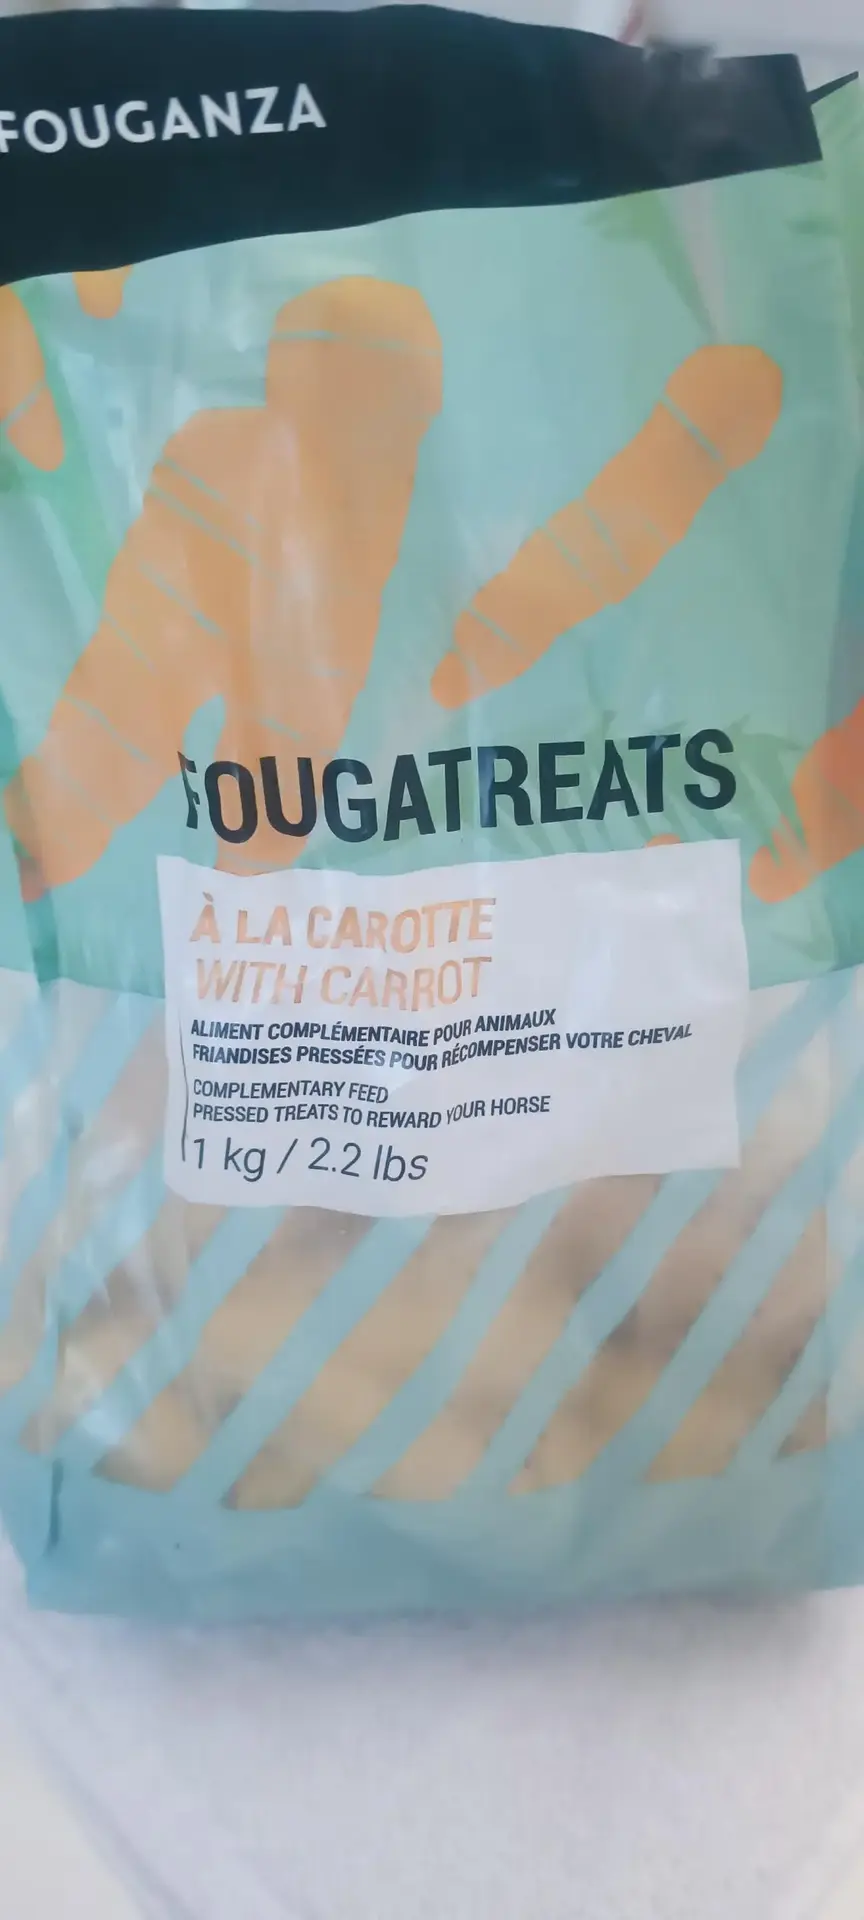 FOUGANZA
FOUGATREATS
À LA CAROTTE
WITH CARROT
ALIMENT COMPLÉMENTAIRE POUR ANIMAUX
FRIANDISES PRESSÉES POUR RÉCOMPENSER VOTRE CHEVAL
COMPLEMENTARY FEED
PRESSED TREATS TO REWARD YOUR HORSE
1 kg / 2.2 lbs